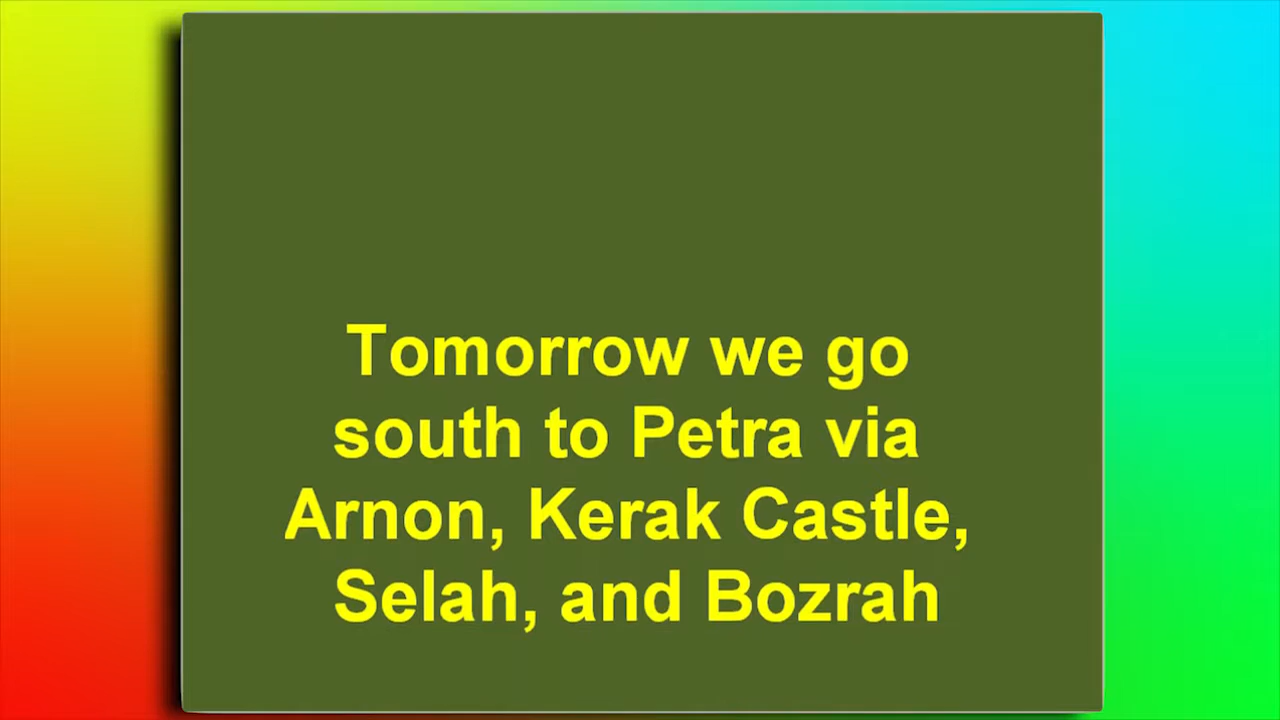 Tomorrow we go
south to Petra via
Arnon, Kerak Castle,
Selah, and Bozrah